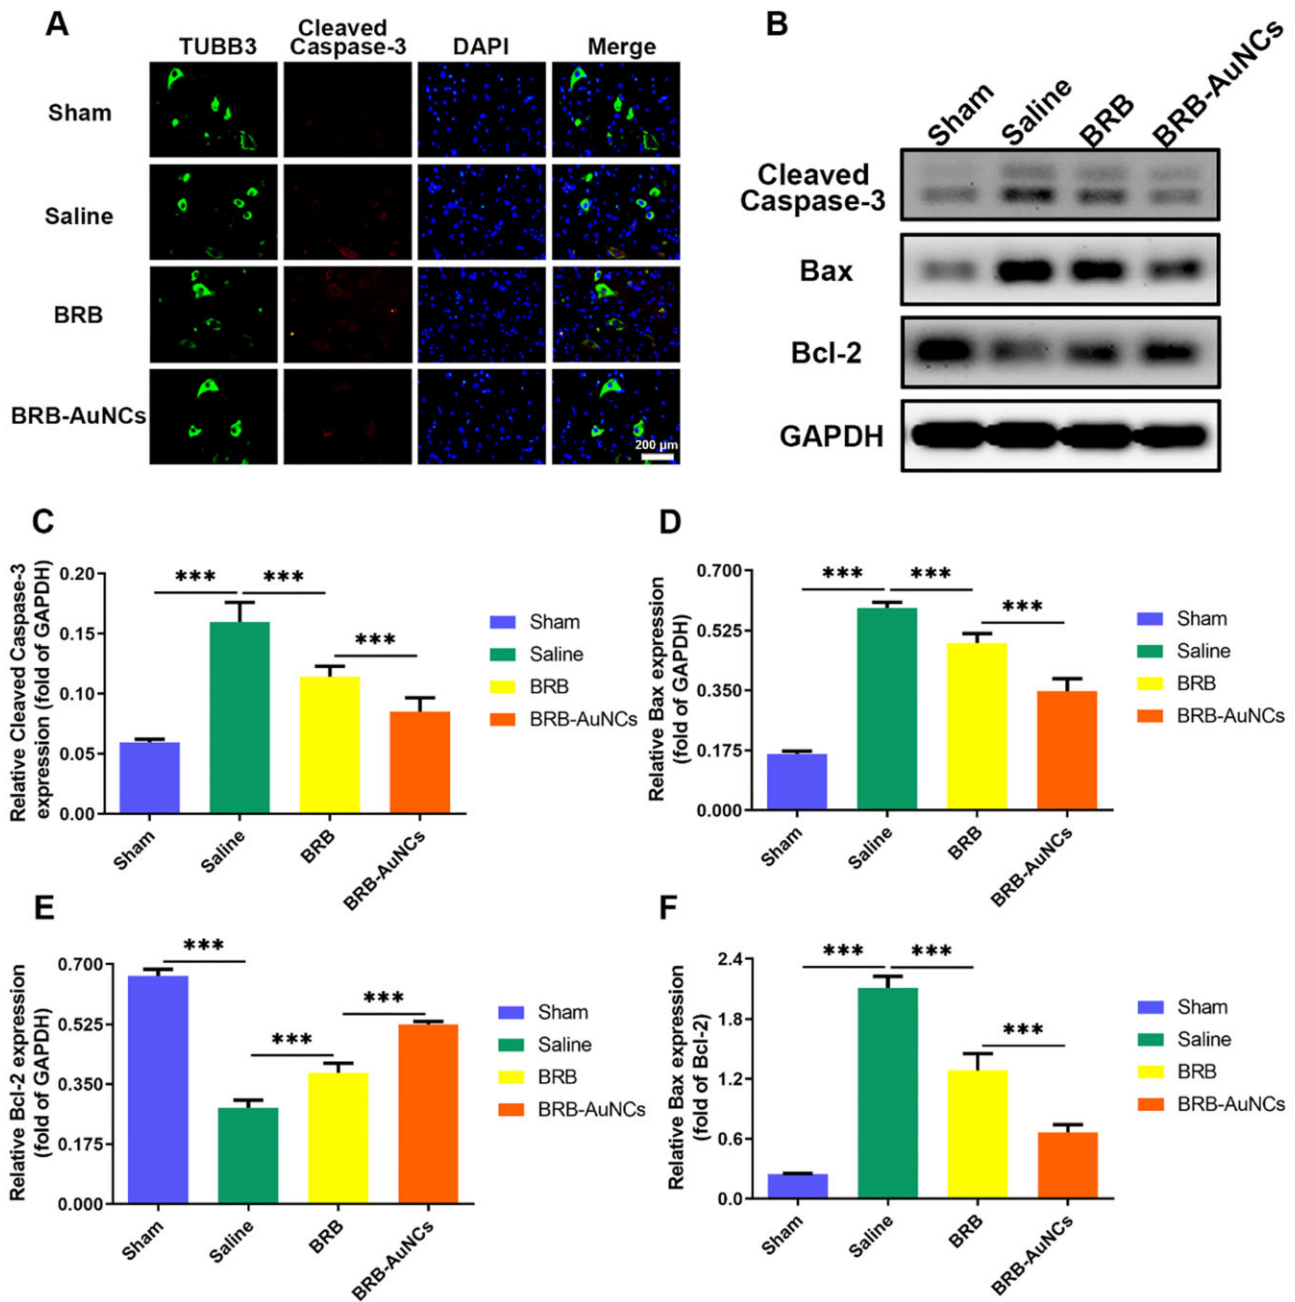 A
TUBB3
Cleaved
Caspase-3
DAPI
Merge
Sham
Saline
BRB
BRB-AuNCs
200 μm
B
Sham
Saline
BRB
BRB-AuNCs
Cleaved
Caspase-3
Bax
Bcl-2
GAPDH
C
Relative Cleaved Caspase-3
expression (fold of GAPDH)
0.20
0.15
0.10
0.05
0.00
***
***
***
Sham
Saline
BRB
BRB-AuNCs
Sham
Saline
BRB
BRB-AuNCs
D
Relative Bax expression
(fold of GAPDH)
0.700
0.525
0.350
0.175
0.000
***
***
***
Sham
Saline
BRB
BRB-AuNCs
Sham
Saline
BRB
BRB-AuNCs
E
Relative Bcl-2 expression
(fold of GAPDH)
0.700
0.525
0.350
0.175
0.000
***
***
***
Sham
Saline
BRB
BRB-AuNCs
Sham
Saline
BRB
BRB-AuNCs
F
Relative Bax expression
(fold of Bcl-2)
2.4
1.8
1.2
0.6
0.0
***
***
***
Sham
Saline
BRB
BRB-AuNCs
Sham
Saline
BRB
BRB-AuNCs